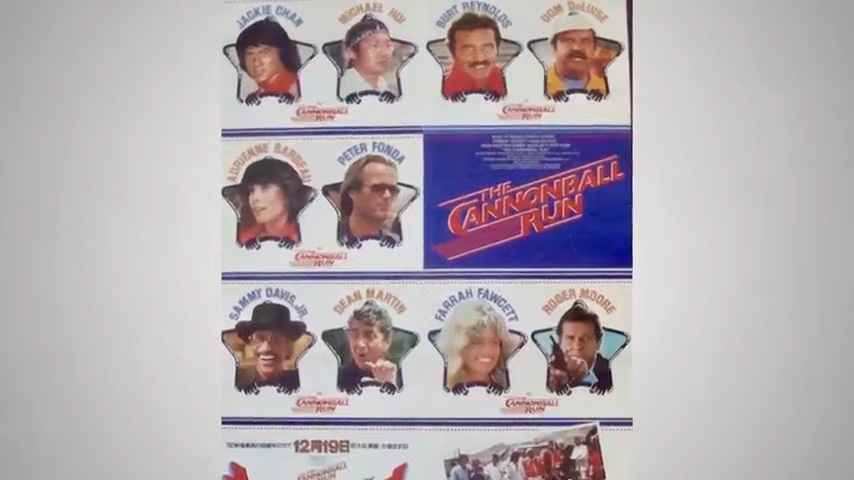 JACKIE CHAN
MICHAEL HUI
BURT REYNOLDS
DOM DeLUISE
THE CANNONBALL RUN
THE CANNONBALL RUN
ADRIENNE BARBEAU
PETER FONDA
THE
CANNONBALL
RUN
THE CANNONBALL RUN
SAMMY DAVIS, JR.
DEAN MARTIN
FARRAH FAWCETT
ROGER MOORE
THE CANNONBALL RUN
THE CANNONBALL RUN
12月19日
CANNONBALL